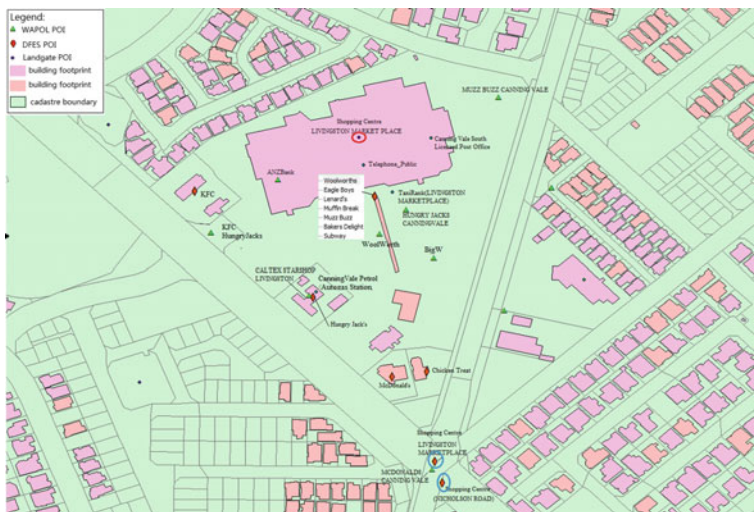 Legend:
WAPOL POI
DFES POI
Landgate POI
building footprint
building footprint
cadastre boundary
MUZZ BUZZ CANNING VALE
Shopping Centre
LIVINGSTON MARKET PLACE
Canning Vale South
Licensed Post Office
Telephone_Public
ANZBank
Woolworths
Eagle Boys
Lenard's
Muffin Break
Muzz Buzz
Bakers Delight
Subway
KFC
TaxiRank(LIVINGSTON
MARKETPLACE)
HUNGRY JACKS
CANNINGVALE
KFC
HungryJacks
WoolWorth
BigW
CALTEX STARSHOP
LIVINGSTON
CanningVale Petrol
Autogas Station,
Hungry Jack's
McDonald's
Chicken Treat
Shopping Centre
LIVINGSTON
MARKETPLACE
MCDONALDS
CANNING VALE
Shopping Centre
(NICHOLSON ROAD)